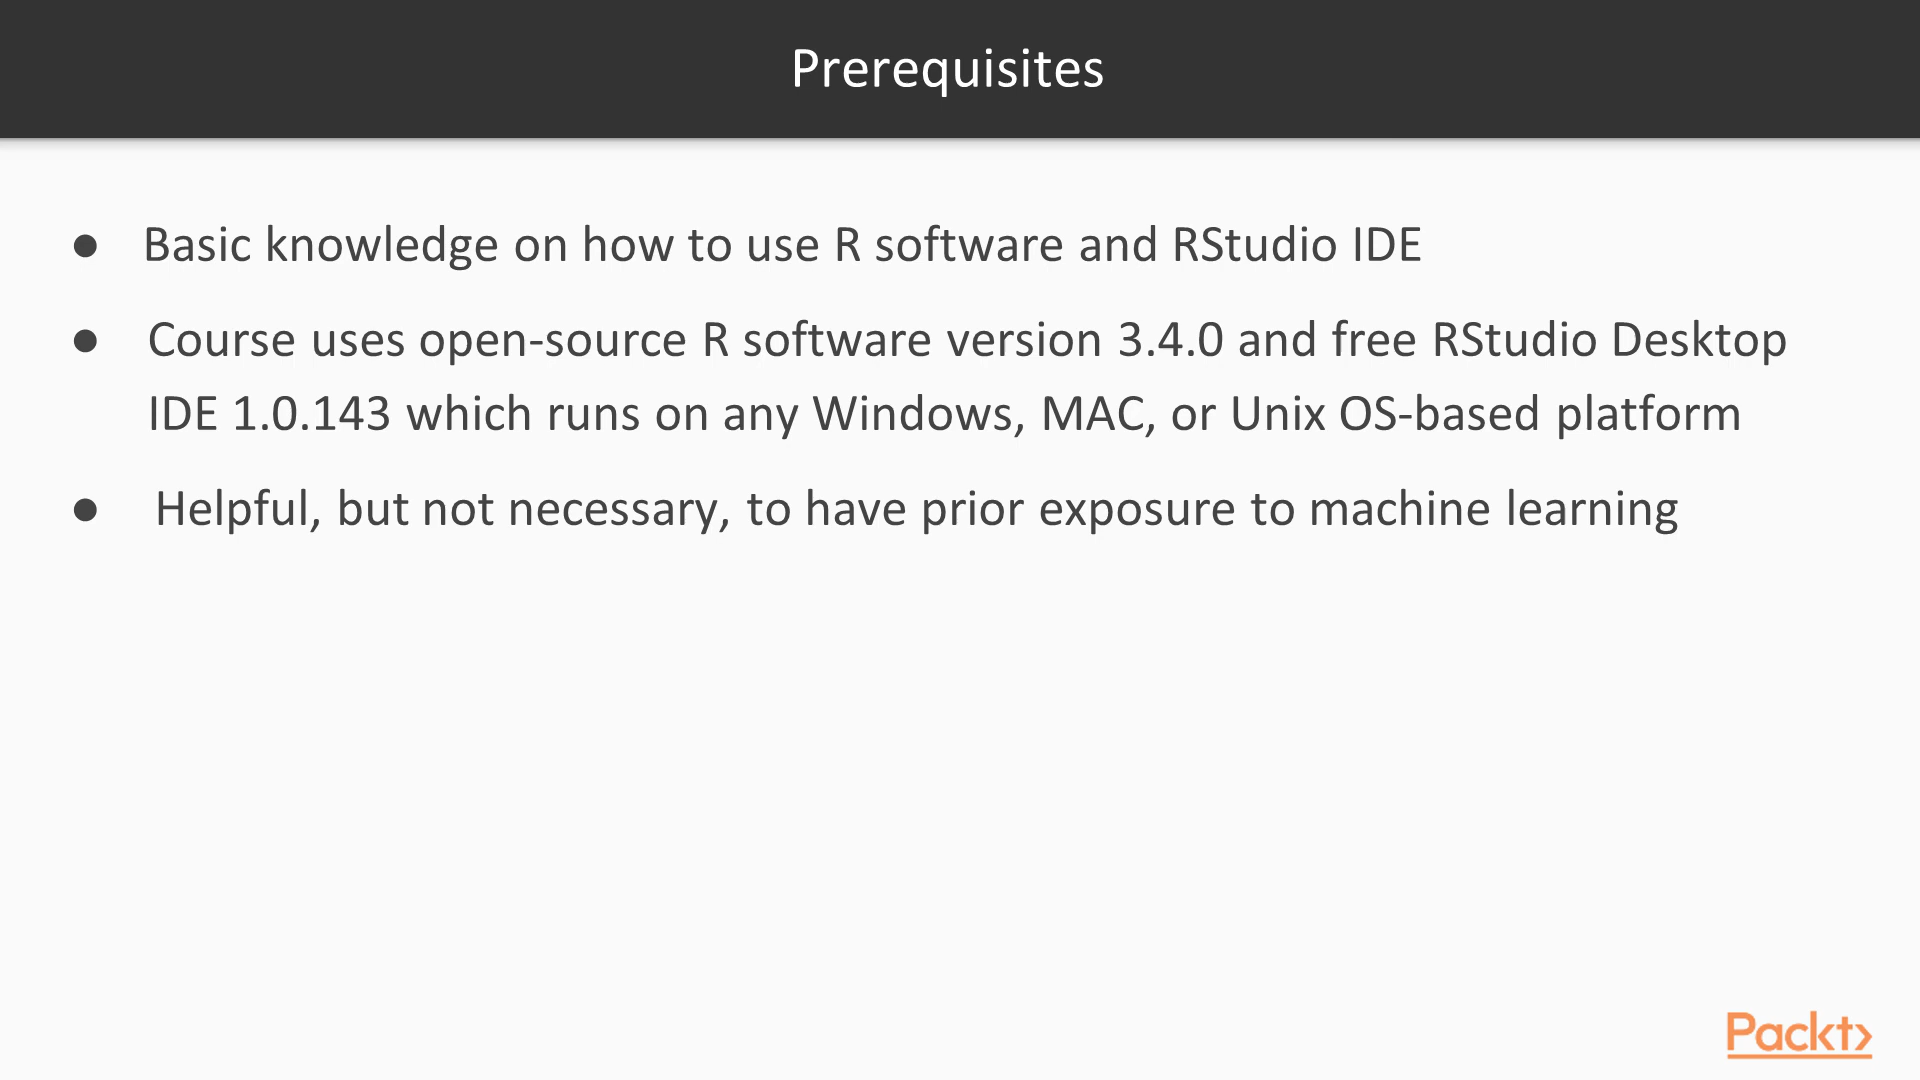 Prerequisites
● Basic knowledge on how to use R software and RStudio IDE
● Course uses open-source R software version 3.4.0 and free RStudio Desktop
IDE 1.0.143 which runs on any Windows, MAC, or Unix OS-based platform
● Helpful, but not necessary, to have prior exposure to machine learning
Packt>